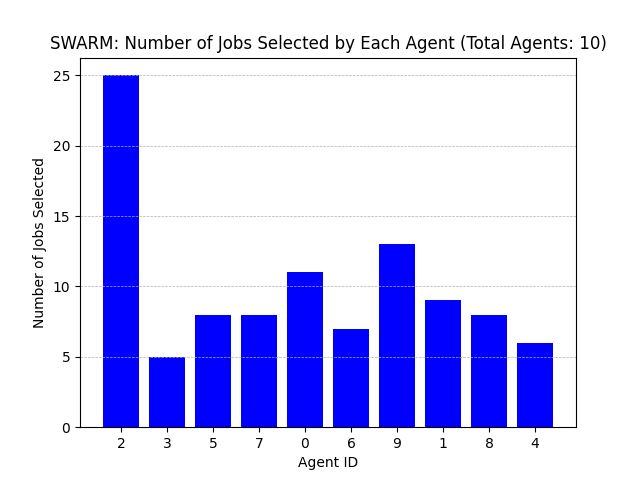 SWARM: Number of Jobs Selected by Each Agent (Total Agents: 10)
Number of Jobs Selected
25
20
15
10
5
0
2 3 5 7 0 6 9 1 8 4
Agent ID